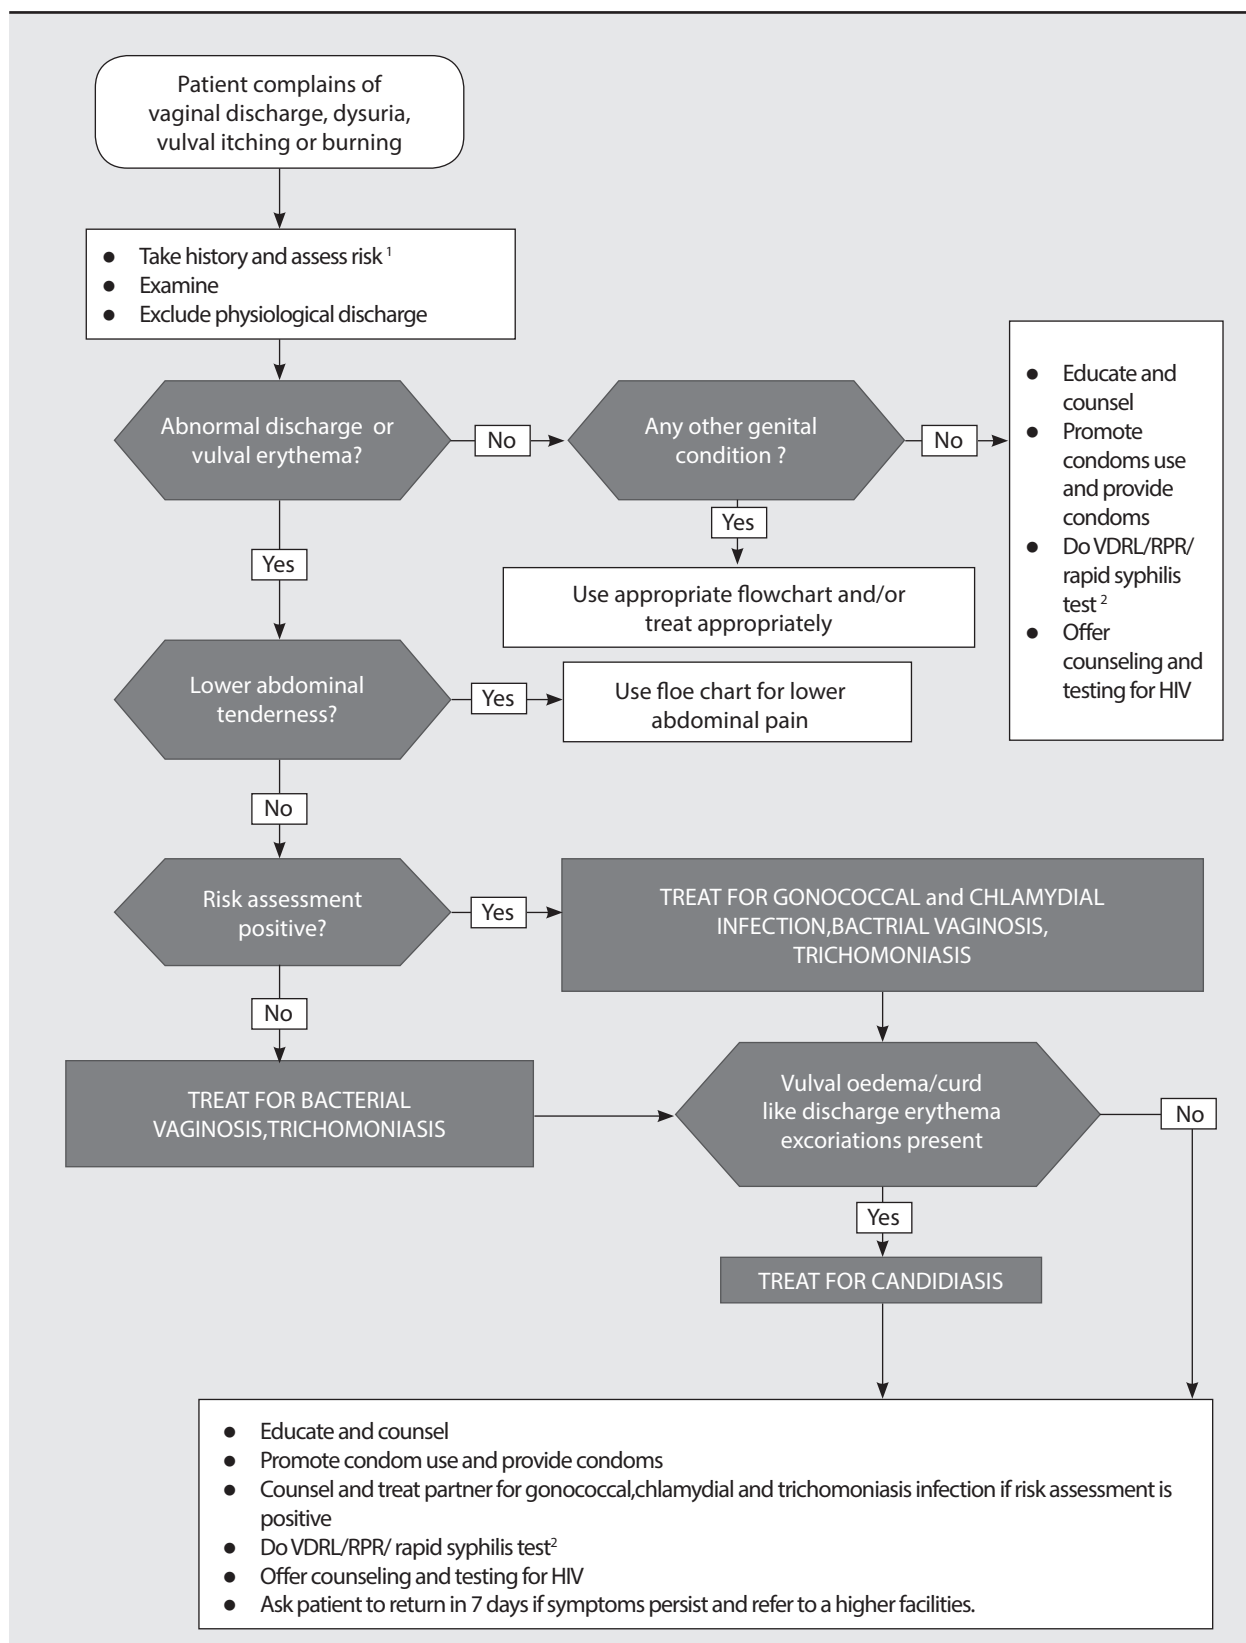 Patient complains of
vaginal discharge, dysuria,
vulval itching or burning
● Take history and assess risk 1
● Examine
● Exclude physiological discharge
Abnormal discharge or
vulval erythema?
No
Any other genital
condition ?
No
● Educate and
counsel
● Promote
condoms use
and provide
condoms
● Do VDRL/RPR/
rapid syphilis
test 2
● Offer
counseling and
testing for HIV
Yes
Use appropriate flowchart and/or
treat appropriately
Yes
Lower abdominal
tenderness?
Yes
Use floe chart for lower
abdominal pain
No
Risk assessment
positive?
Yes
TREAT FOR GONOCOCCAL and CHLAMYDIAL
INFECTION,BACTRIAL VAGINOSIS,
TRICHOMONIASIS
No
TREAT FOR BACTERIAL
VAGINOSIS,TRICHOMONIASIS
Vulval oedema/curd
like discharge erythema
excoriations present
No
Yes
TREAT FOR CANDIDIASIS
● Educate and counsel
● Promote condom use and provide condoms
● Counsel and treat partner for gonococcal,chlamydial and trichomoniasis infection if risk assessment is
positive
● Do VDRL/RPR/ rapid syphilis test2
● Offer counseling and testing for HIV
● Ask patient to return in 7 days if symptoms persist and refer to a higher facilities.